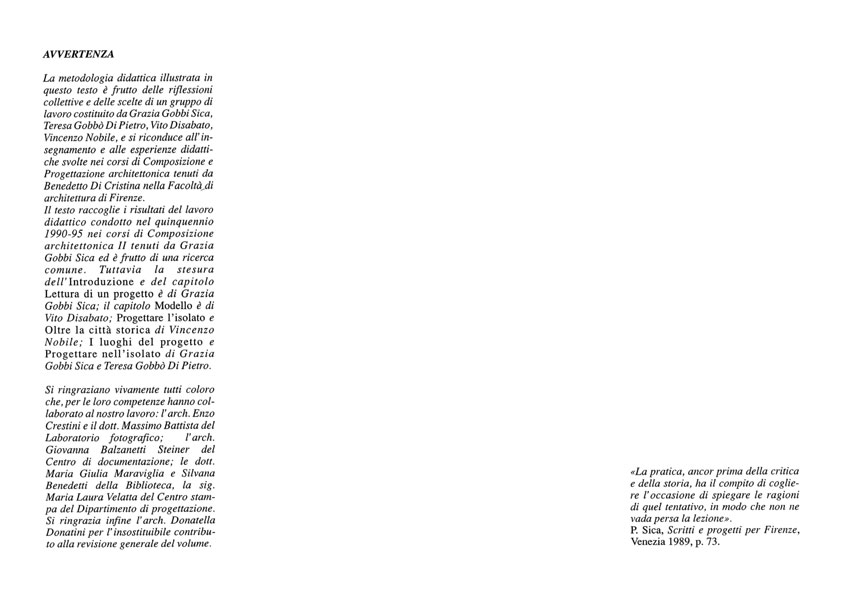 AVVERTENZA
La metodologia didattica illustrata in
questo testo è frutto delle riflessioni
collettive e delle scelte di un gruppo di
lavoro costituito da Grazia Gobbi Sica,
Teresa Gobbò Di Pietro, Vito Disabato,
Vincenzo Nobile, e si riconduce all'in-
segnamento e alle esperienze didatti-
che svolte nei corsi di Composizione e
Progettazione architettonica tenuti da
Benedetto Di Cristina nella Facoltà di
architettura di Firenze.
Il testo raccoglie i risultati del lavoro
didattico condotto nel quinquennio
1990-95 nei corsi di Composizione
architettonica II tenuti da Grazia
Gobbi Sica ed è frutto di una ricerca
comune. Tuttavia la stesura
dell'Introduzione e del capitolo
Lettura di un progetto è di Grazia
Gobbi Sica; il capitolo Modello è di
Vito Disabato; Progettare l'isolato e
Oltre la città storica di Vincenzo
Nobile; I luoghi del progetto e
Progettare nell'isolato di Grazia
Gobbi Sica e Teresa Gobbò Di Pietro.
Si ringraziano vivamente tutti coloro
che, per le loro competenze hanno col-
laborato al nostro lavoro: l'arch. Enzo
Crestini e il dott. Massimo Battista del
Laboratorio fotografico; l'arch.
Giovanna Balzanetti Steiner del
Centro di documentazione; le dott.
Maria Giulia Maraviglia e Silvana
Benedetti della Biblioteca, la sig.
Maria Laura Velatta del Centro stam-
pa del Dipartimento di progettazione.
Si ringrazia infine l'arch. Donatella
Donatini per l'insostituibile contribu-
to alla revisione generale del volume.
«La pratica, ancor prima della critica
e della storia, ha il compito di coglie-
re l'occasione di spiegare le ragioni
di quel tentativo, in modo che non ne
vada persa la lezione».
P. Sica, Scritti e progetti per Firenze,
Venezia 1989, p. 73.